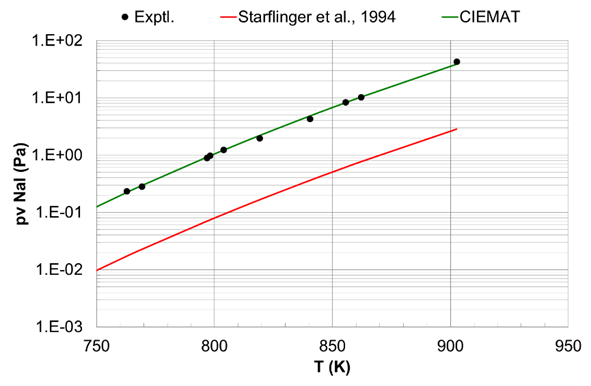 Exptl. Starflinger et al., 1994 CIEMAT
1.E+02
1.E+01
1.E+00
1.E-01
1.E-02
1.E-03
pv NaI (Pa)
750 800 850 900 950
T (K)